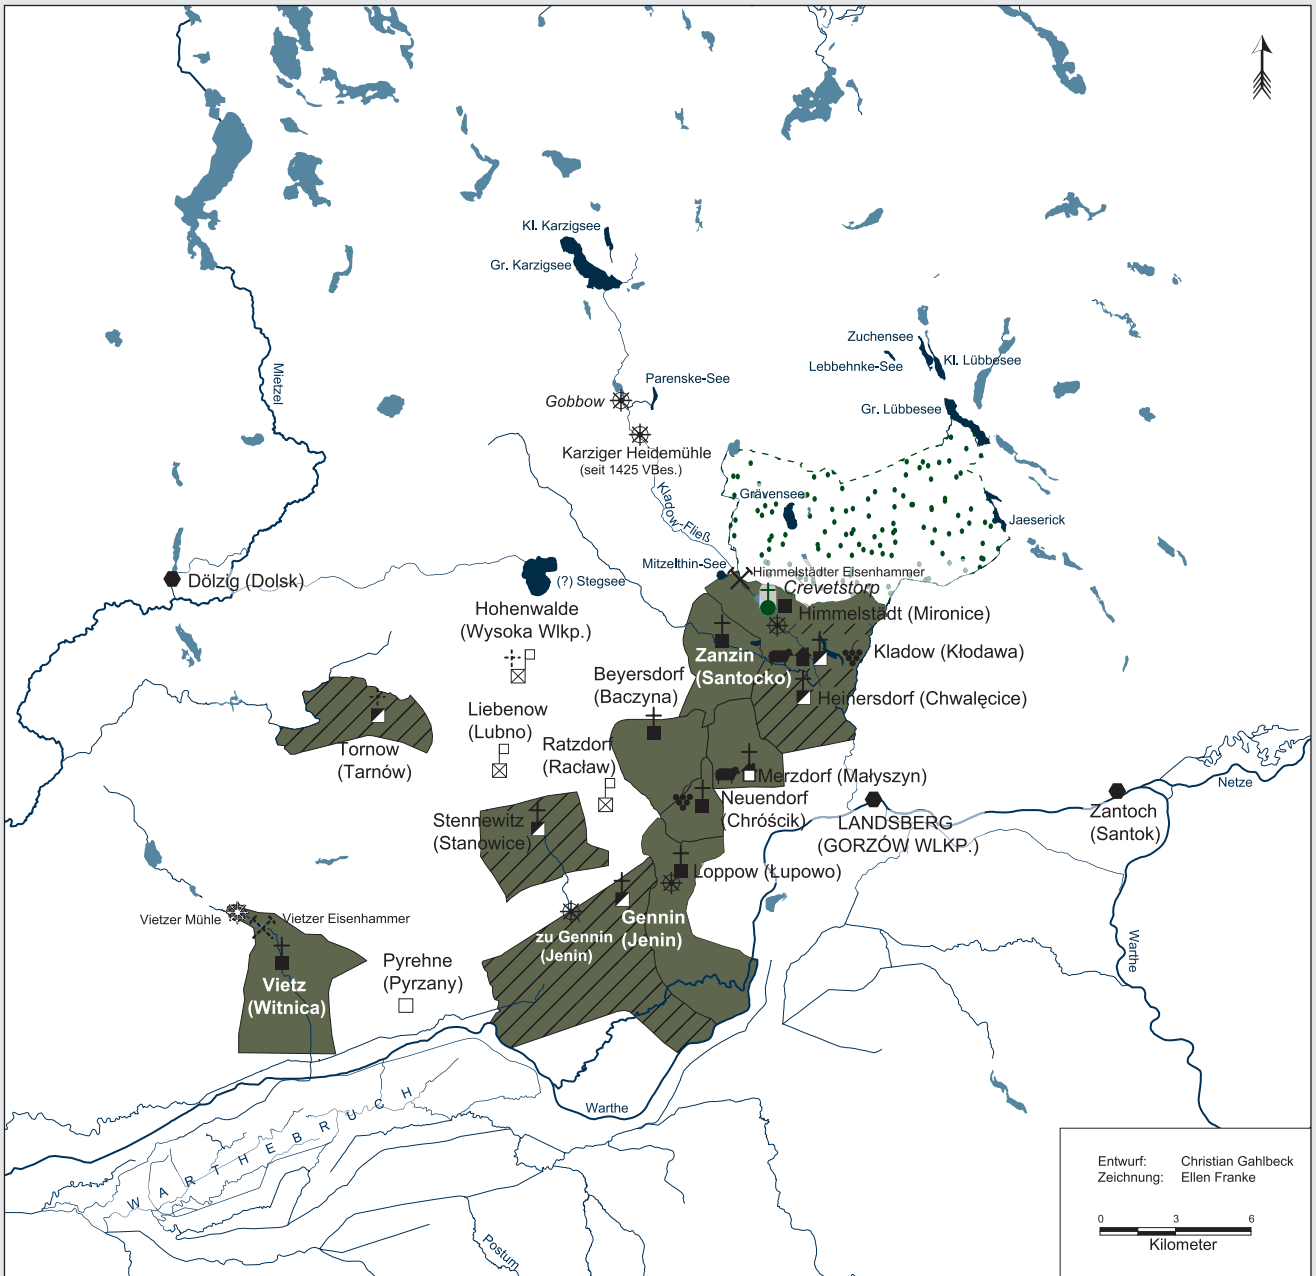 Kl. Karzigsee
Gr. Karzigsee
Mietzel
Zuchensee
Kl. Lübbesee
Lebbehnke-See
Parenske-See
Gobbow
Gr. Lübbesee
Karziger Heidemühle
(seit 1425 VBes.)
Kladow-Fließ
Grävensee
Jaeserick
Mitzelthin-See
Himmelstädter Eisenhammer
Dölzig (Dolsk)
(?) Stegsee
Crevetstorp
Hohenwalde
(Wysoka Wlkp.)
Himmelstädt (Mironice)
Zanzin
(Santocko)
Kladow (Kłodawa)
Beyersdorf
(Baczyna)
Heinersdorf (Chwalęcice)
Liebenow
(Lubno)
Ratzdorf
(Racław)
Tornow
(Tarnów)
Merzdorf (Małyszyn)
Netze
Neuendorf
(Chróścik)
Stennewitz
(Stanowice)
LANDSBERG
(GORZÓW WLKP.)
Zantoch
(Santok)
Loppow (Łupowo)
Vietzer Mühle
Vietzer Eisenhammer
Gennin
(Jenin)
zu Gennin
(Jenin)
Warthe
Pyrehne
(Pyrzany)
Vietz
(Witnica)
Warthe
WARTHEBRUCH
Postum
Entwurf: Christian Gahlbeck
Zeichnung: Ellen Franke
0 3 6
Kilometer